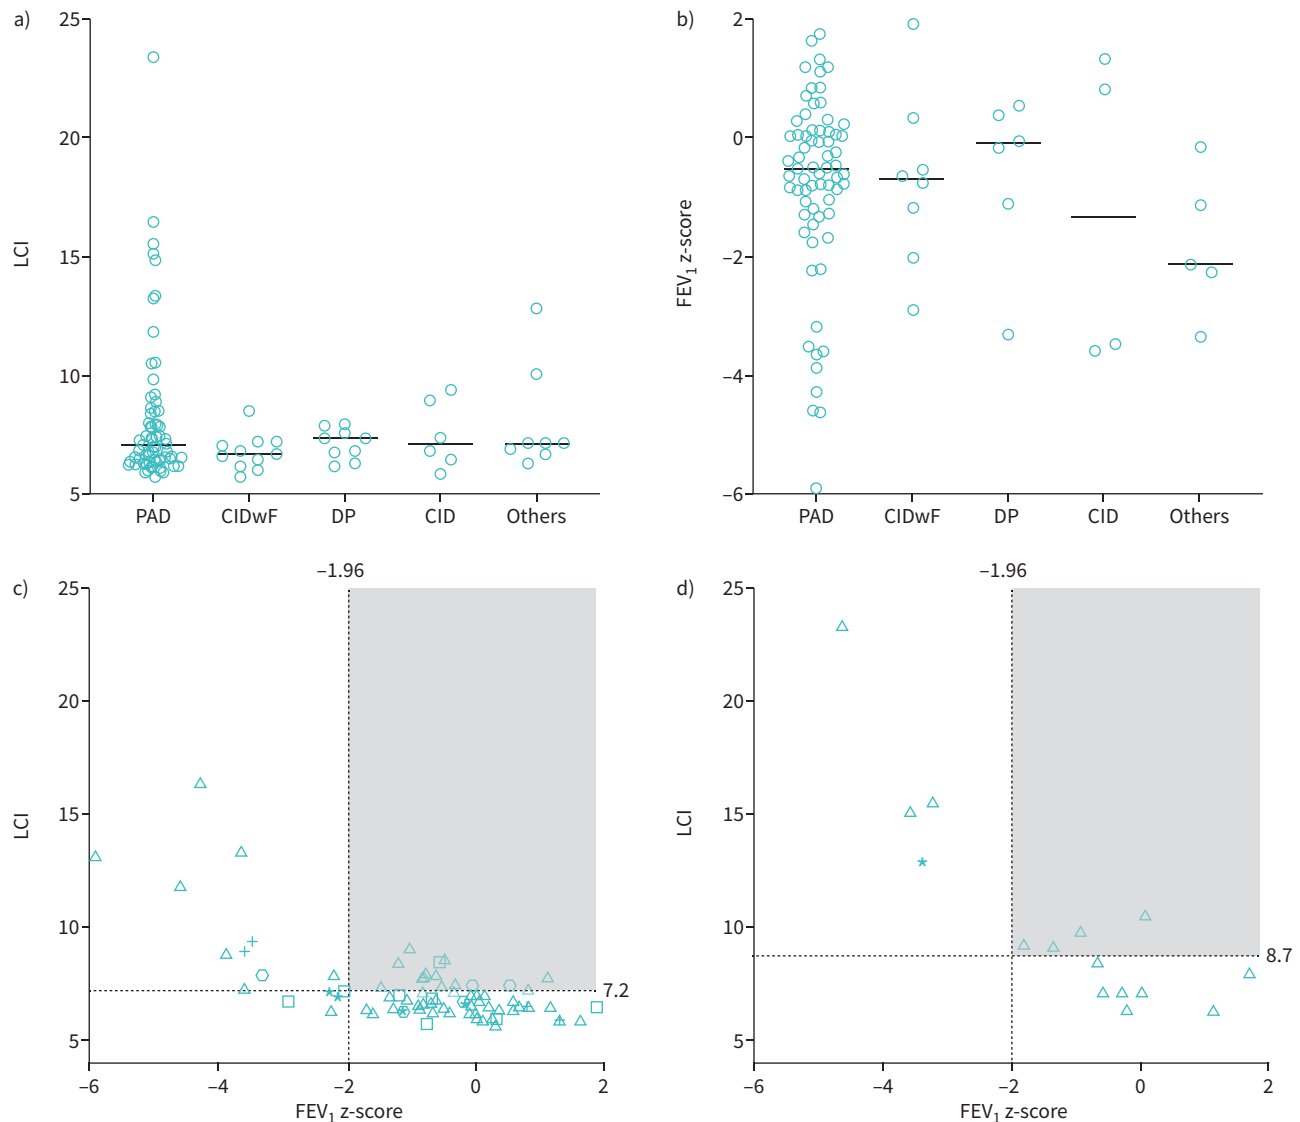 a)
25
20
15
10
5
LCI
PAD CIDwF DP CID Others
b)
2
0
–2
–4
–6
FEV1 z-score
PAD CIDwF DP CID Others
c)
–1.96
25
20
15
10
5
LCI
7.2
–6 –4 –2 0 2
FEV1 z-score
d)
–1.96
25
20
15
10
5
LCI
8.7
–6 –4 –2 0 2
FEV1 z-score